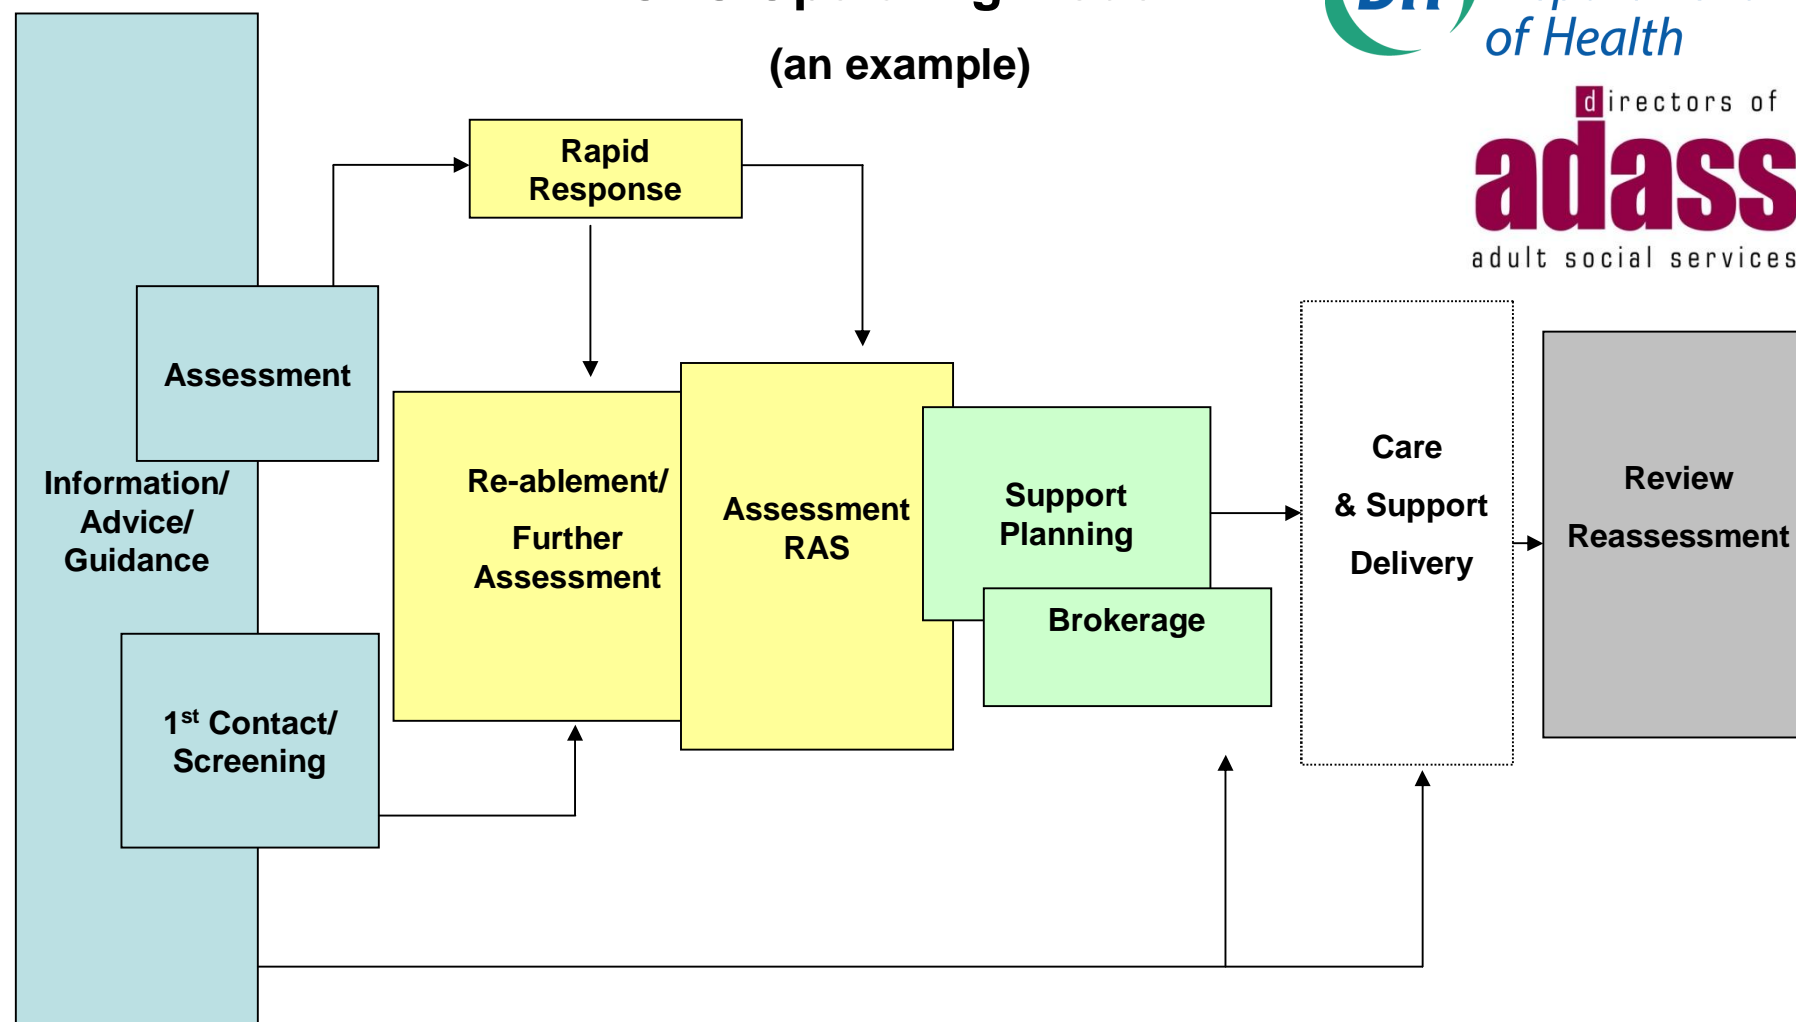 (an example)
of Health
directors of
adass
adult social services
Rapid
Response
Assessment
Information/
Advice/
Guidance
Re-ablement/
Further
Assessment
Assessment
RAS
Support
Planning
Brokerage
Care
& Support
Delivery
Review
Reassessment
1st Contact/
Screening